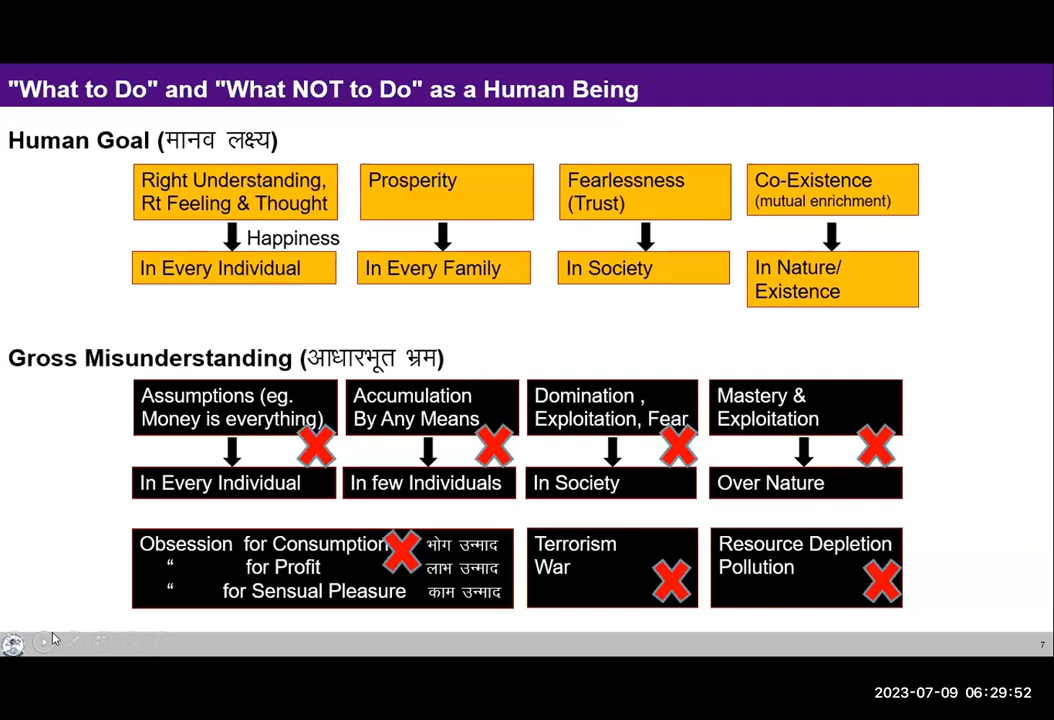 "What to Do" and "What NOT to Do" as a Human Being
Human Goal (मानव लक्ष्य)
Right Understanding,
Rt Feeling & Thought
Prosperity
Fearlessness
(Trust)
Co-Existence
(mutual enrichment)
Happiness
In Every Individual
In Every Family
In Society
In Nature/
Existence
Gross Misunderstanding (आधारभूत भ्रम)
Assumptions (eg.
Money is everything)
Accumulation
By Any Means
Domination ,
Exploitation, Fear
Mastery &
Exploitation
In Every Individual
In few Individuals
In Society
Over Nature
Obsession for Consumption भोग उन्माद
“ for Profit लाभ उन्माद
“ for Sensual Pleasure काम उन्माद
Terrorism
War
Resource Depletion
Pollution
7
2023-07-09 06:29:52